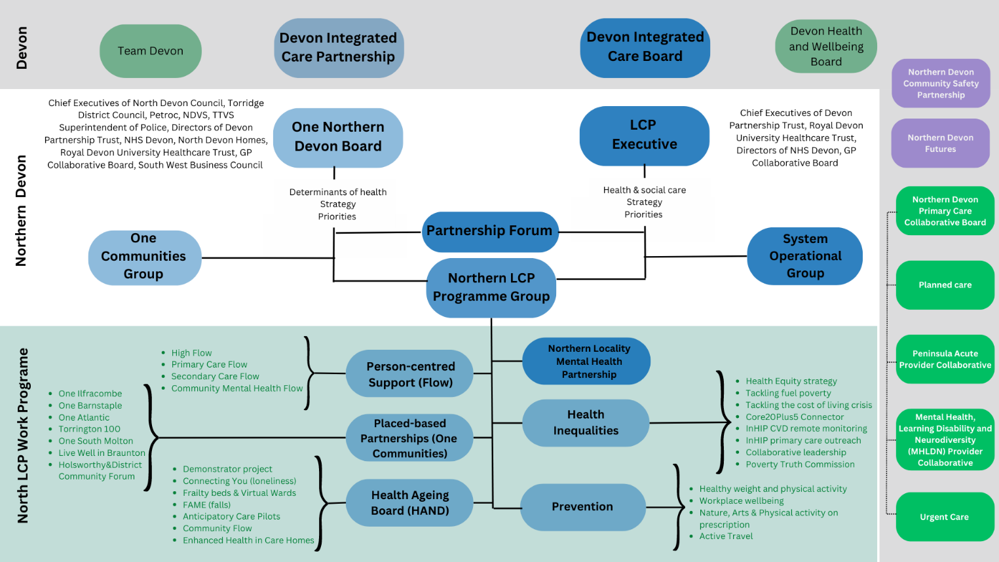 Devon
Team Devon
Devon Integrated
Care Partnership
Devon Integrated
Care Board
Devon Health
and Wellbeing
Board
Northern Devon
Chief Executives of North Devon Council, Torridge
District Council, Petroc, NDVS, TTVS
Superintendent of Police, Directors of Devon
Partnership Trust, NHS Devon, North Devon Homes,
Royal Devon University Healthcare Trust, GP
Collaborative Board, South West Business Council
One Northern
Devon Board
LCP
Executive
Chief Executives of Devon
Partnership Trust, Royal Devon
University Healthcare Trust,
Directors of NHS Devon, GP
Collaborative Board
Determinants of health
Strategy
Priorities
Health & social care
Strategy
Priorities
One
Communities
Group
Partnership Forum
Northern LCP
Programme Group
System
Operational
Group
North LCP Work Programe
• High Flow
• Primary Care Flow
• Secondary Care Flow
• Community Mental Health Flow
Person-centred
Support (Flow)
• One Ilfracombe
• One Barnstaple
• One Atlantic
• Torrington 100
• One South Molton
• Live Well in Braunton
• Holsworthy&District
Community Forum
Placed-based
Partnerships (One
Communities)
• Demonstrator project
• Connecting You (loneliness)
• Frailty beds & Virtual Wards
• FAME (falls)
• Anticipatory Care Pilots
• Community Flow
• Enhanced Health in Care Homes
Health Ageing
Board (HAND)
Northern Locality
Mental Health
Partnership
Health
Inequalities
• Health Equity strategy
• Tackling fuel poverty
• Tackling the cost of living crisis
• Core20Plus5 Connector
• InHIP CVD remote monitoring
• InHIP primary care outreach
• Collaborative leadership
• Poverty Truth Commission
Prevention
• Healthy weight and physical activity
• Workplace wellbeing
• Nature, Arts & Physical activity on
prescription
• Active Travel
Northern Devon
Community Safety
Partnership
Northern Devon
Futures
Northern Devon
Primary Care
Collaborative Board
Planned care
Peninsula Acute
Provider Collaborative
Mental Health,
Learning Disability and
Neurodiversity
(MHLDN) Provider
Collaborative
Urgent Care